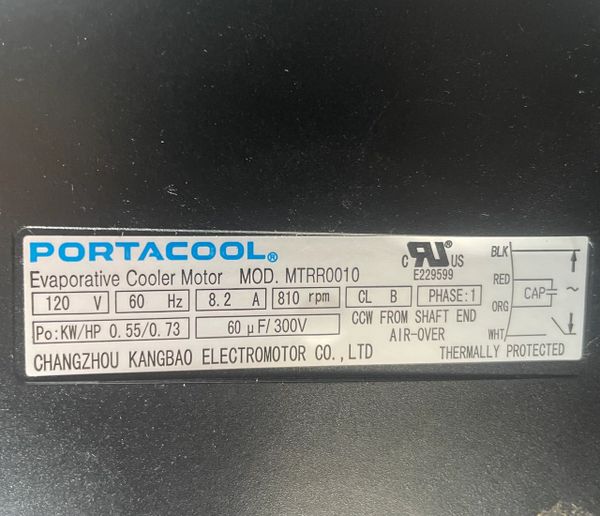 PORTACOOL®
Evaporative Cooler Motor MOD. MTRR0010
120 V 60 Hz 8.2 A 810 rpm CL B PHASE:1
Po:KW/HP 0.55/0.73 60 μF/300V
CCW FROM SHAFT END
AIR-OVER
CHANGZHOU KANGBAO ELECTROMOTOR CO.,LTD
THERMALLY PROTECTED
c RU® US
E229599
BLK
RED
ORG
WHT
CAP
~